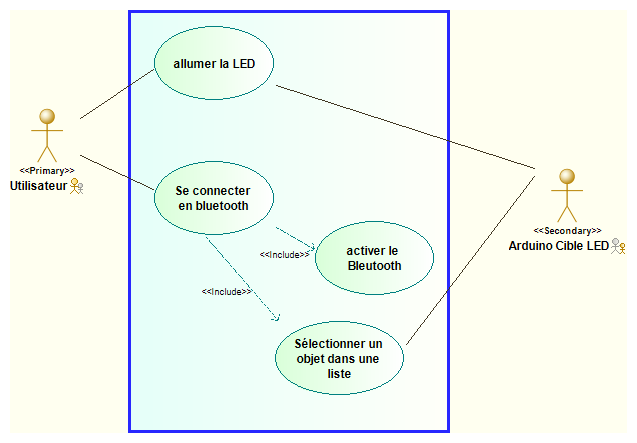 allumer la LED
<<Primary>>
Utilisateur
Se connecter
en bluetooth
<<Secondary>>
Arduino Cible LED
<<Include>>
activer le
Bleutooth
<<Include>>
Sélectionner un
objet dans une
liste